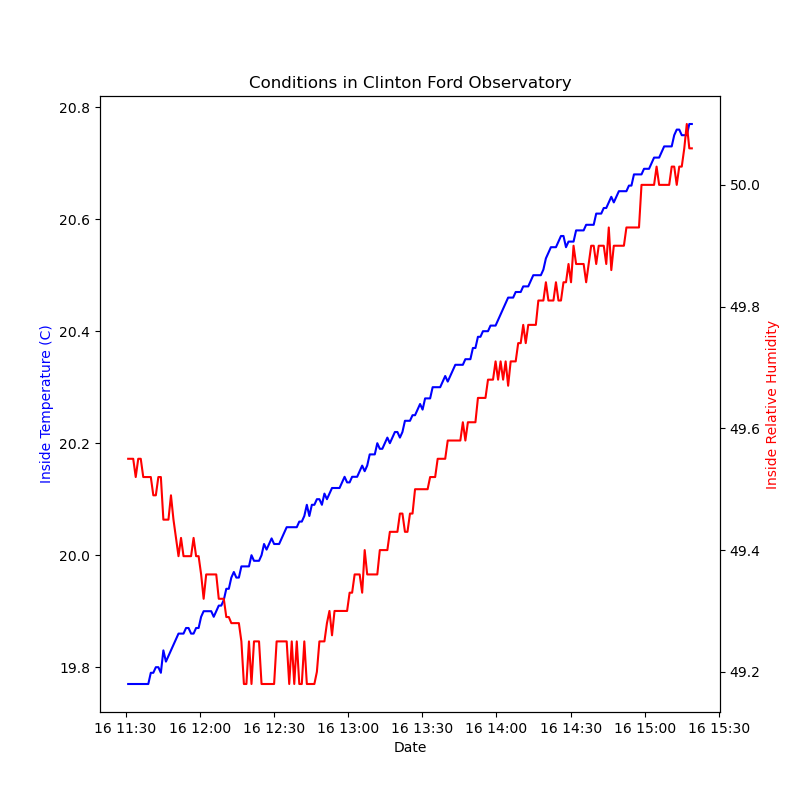 Conditions in Clinton Ford Observatory
Inside Temperature (C)
20.8
20.6
20.4
20.2
20.0
19.8
50.0
49.8
49.6
49.4
49.2
Inside Relative Humidity
16 11:30 16 12:00 16 12:30 16 13:00 16 13:30 16 14:00 16 14:30 16 15:00 16 15:30
Date